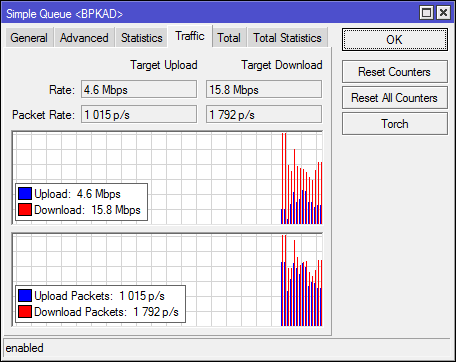 Simple Queue <BPKAD>
General Advanced Statistics Traffic Total Total Statistics
OK
Reset Counters
Reset All Counters
Torch
Target Upload Target Download
Rate: 4.6 Mbps 15.8 Mbps
Packet Rate: 1 015 p/s 1 792 p/s
Upload: 4.6 Mbps
Download: 15.8 Mbps
Upload Packets: 1 015 p/s
Download Packets: 1 792 p/s
enabled